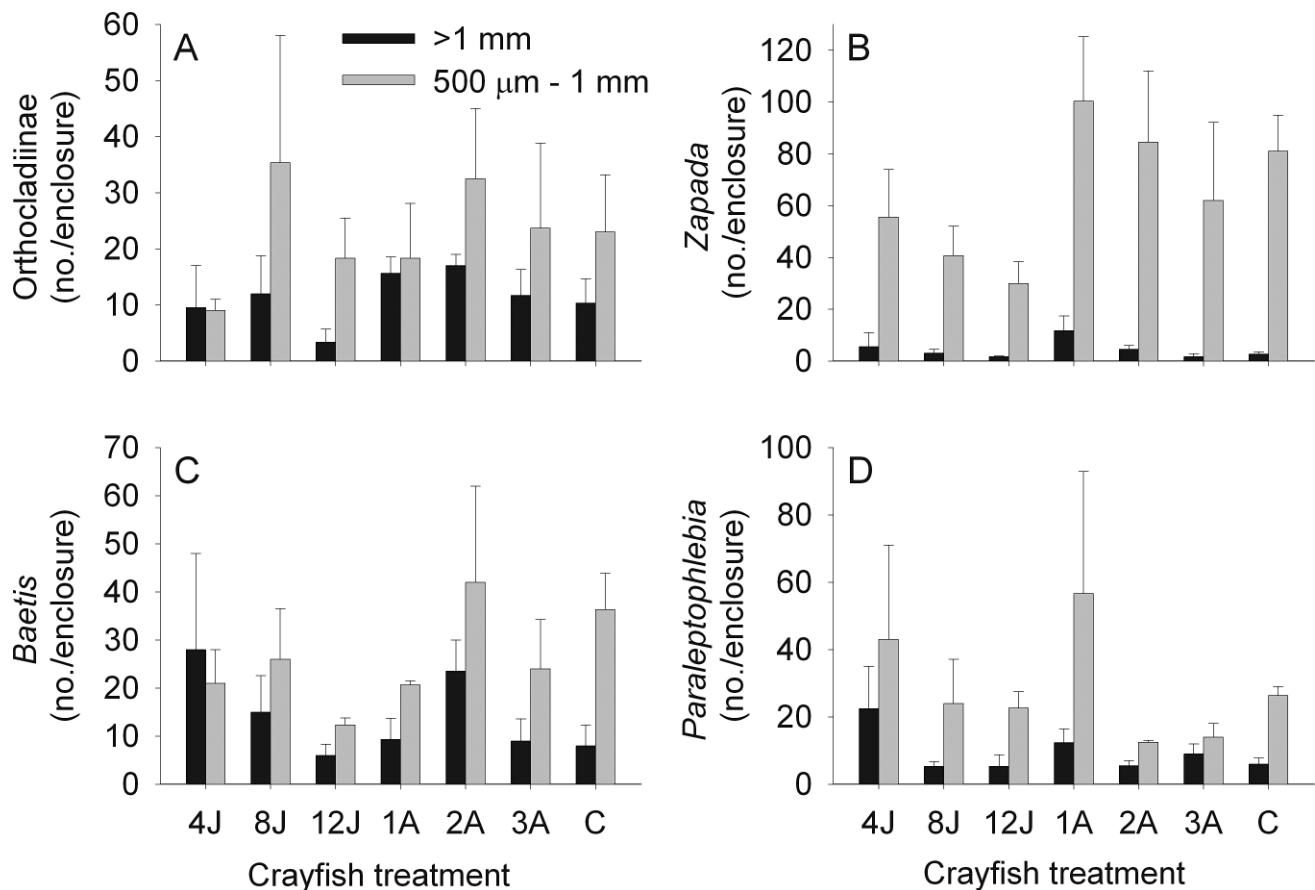 A
Orthocladiinae
(no./enclosure)
60
50
40
30
20
10
0
>1 mm
500 μm - 1 mm
B
Zapada
(no./enclosure)
120
100
80
60
40
20
0
C
Baetis
(no./enclosure)
70
60
50
40
30
20
10
0
4J 8J 12J 1A 2A 3A C
Crayfish treatment
D
Paraleptophlebia
(no./enclosure)
100
80
60
40
20
0
4J 8J 12J 1A 2A 3A C
Crayfish treatment